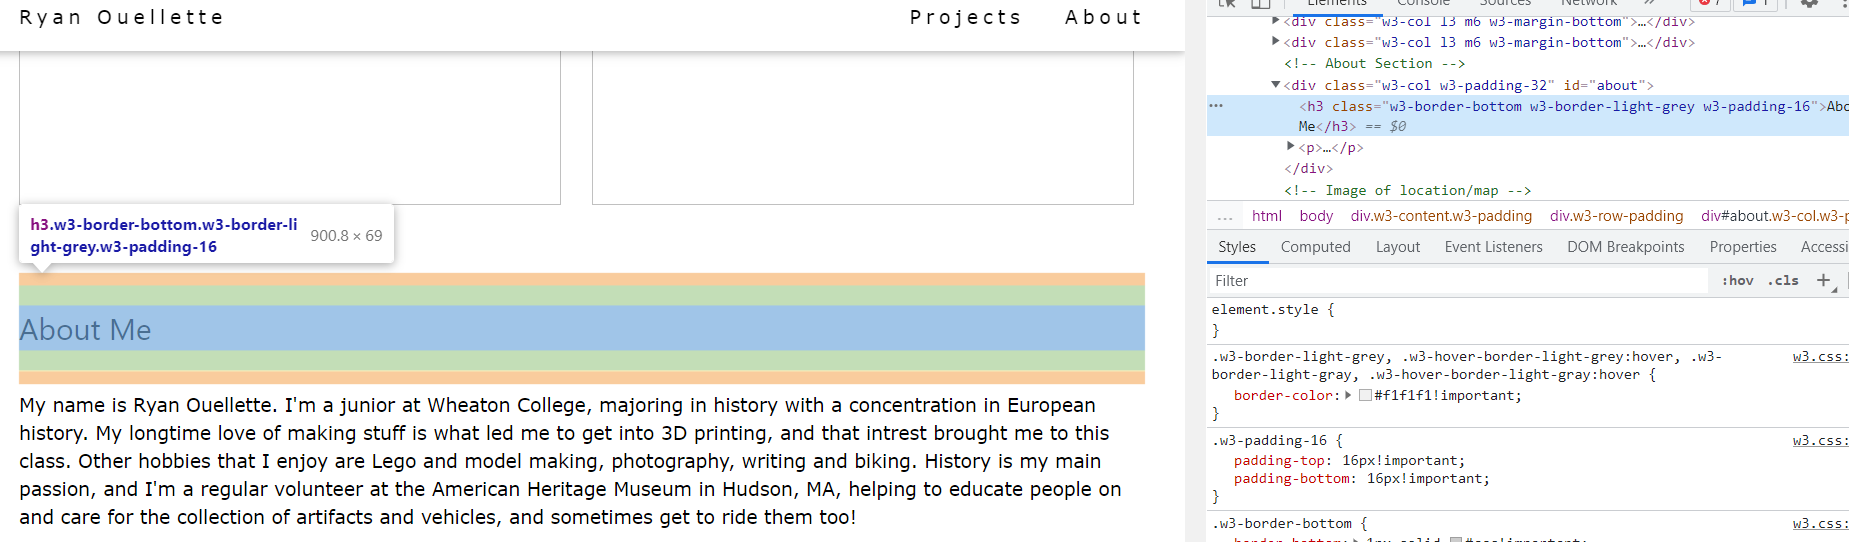 Ryan Ouellette Projects About
h3.w3-border-bottom.w3-border-li
ght-grey.w3-padding-16 900.8 × 69
About Me
My name is Ryan Ouellette. I'm a junior at Wheaton College, majoring in history with a concentration in European
history. My longtime love of making stuff is what led me to get into 3D printing, and that intrest brought me to this
class. Other hobbies that I enjoy are Lego and model making, photography, writing and biking. History is my main
passion, and I'm a regular volunteer at the American Heritage Museum in Hudson, MA, helping to educate people on
and care for the collection of artifacts and vehicles, and sometimes get to ride them too!
Elements Console Sources Network » 7 1
<div class="w3-col l3 m6 w3-margin-bottom">…</div>
<div class="w3-col l3 m6 w3-margin-bottom">…</div>
<!-- About Section -->
<div class="w3-col w3-padding-32" id="about">
<h3 class="w3-border-bottom w3-border-light-grey w3-padding-16">Abo
Me</h3> == $0
<p>…</p>
</div>
<!-- Image of location/map -->
... html body div.w3-content.w3-padding div.w3-row-padding div#about.w3-col.w3-p
Styles Computed Layout Event Listeners DOM Breakpoints Properties Accessi
Filter :hov .cls +
element.style {
}
.w3-border-light-grey, .w3-hover-border-light-grey:hover, .w3- w3.css:
border-light-gray, .w3-hover-border-light-gray:hover {
border-color: #f1f1f1!important;
}
.w3-padding-16 { w3.css:
padding-top: 16px!important;
padding-bottom: 16px!important;
}
.w3-border-bottom { w3.css:
border-bottom: 1px solid #ccc!important;